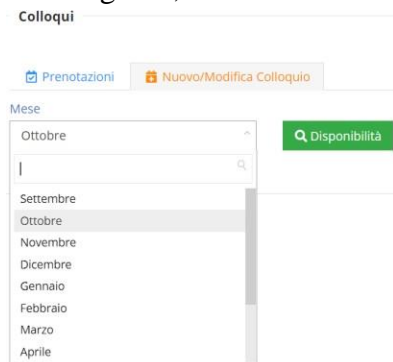 Colloqui
Prenotazioni Nuovo/Modifica Colloquio
Mese
Ottobre Disponibilità
Settembre
Ottobre
Novembre
Dicembre
Gennaio
Febbraio
Marzo
Aprile